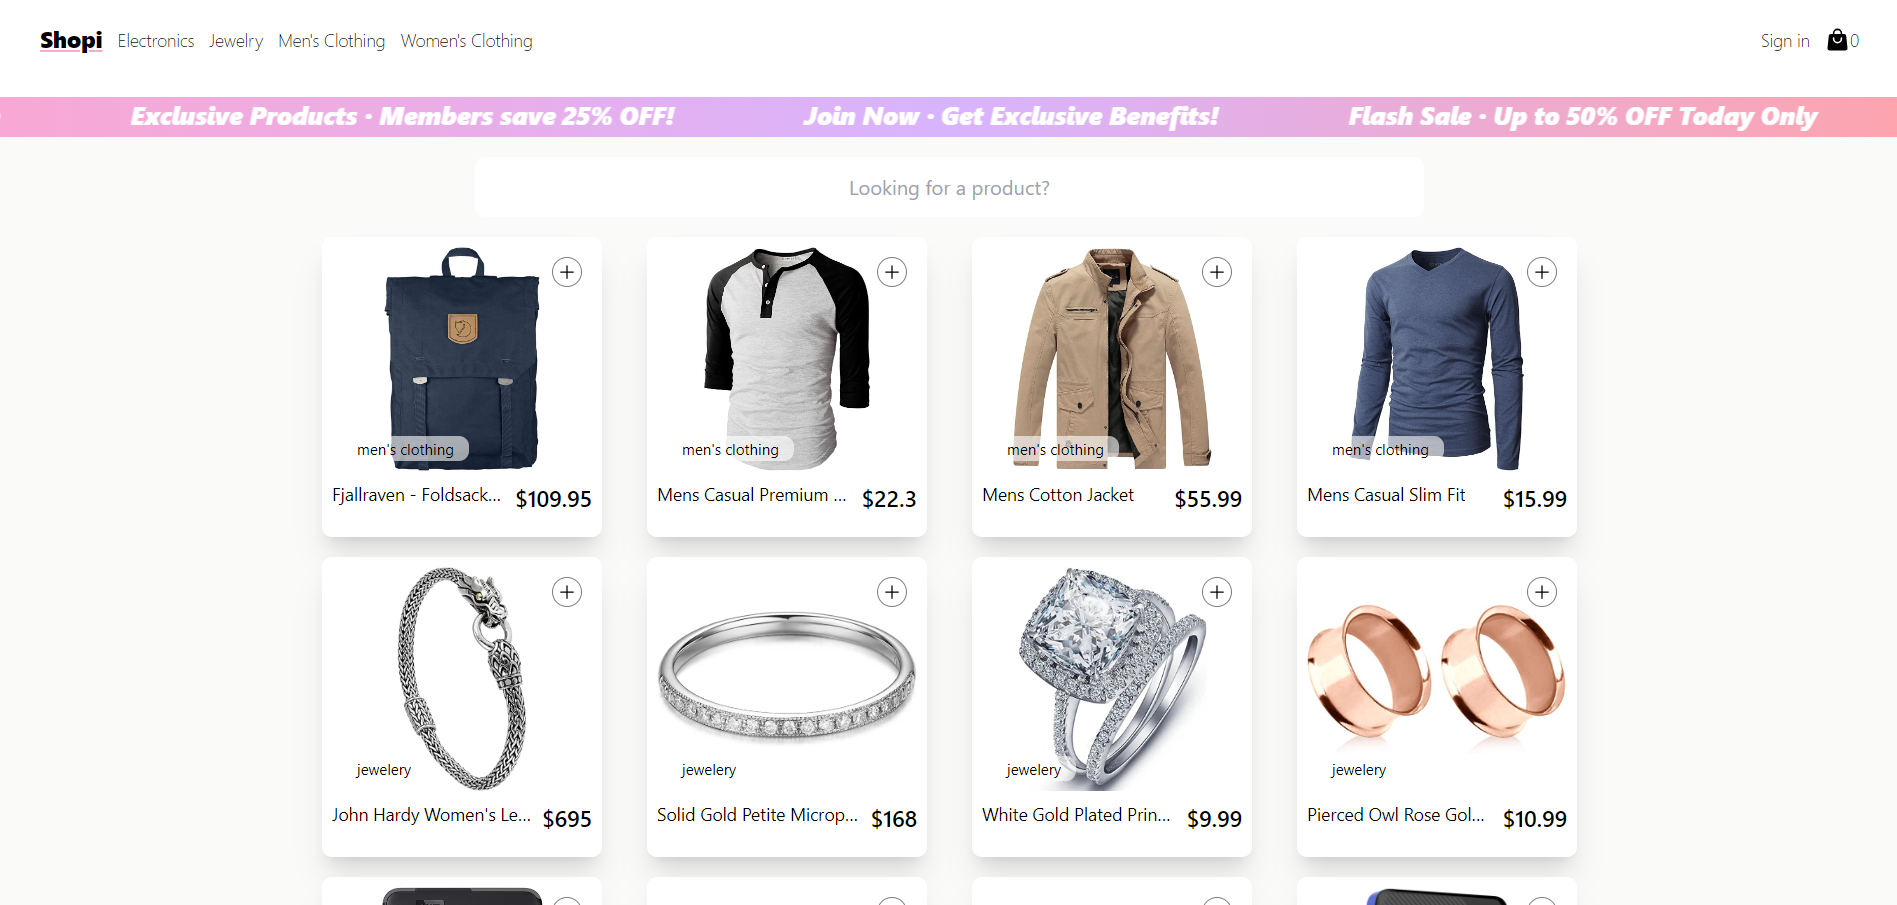 Shopi Electronics Jewelry Men's Clothing Women's Clothing Sign in 0
Exclusive Products · Members save 25% OFF! Join Now · Get Exclusive Benefits! Flash Sale · Up to 50% OFF Today Only
Looking for a product?
men's clothing men's clothing men's clothing men's clothing
Fjallraven - Foldsack... $109.95 Mens Casual Premium ... $22.3 Mens Cotton Jacket $55.99 Mens Casual Slim Fit $15.99
jewelery jewelery jewelery jewelery
John Hardy Women's Le... $695 Solid Gold Petite Microp... $168 White Gold Plated Prin... $9.99 Pierced Owl Rose Gol... $10.99